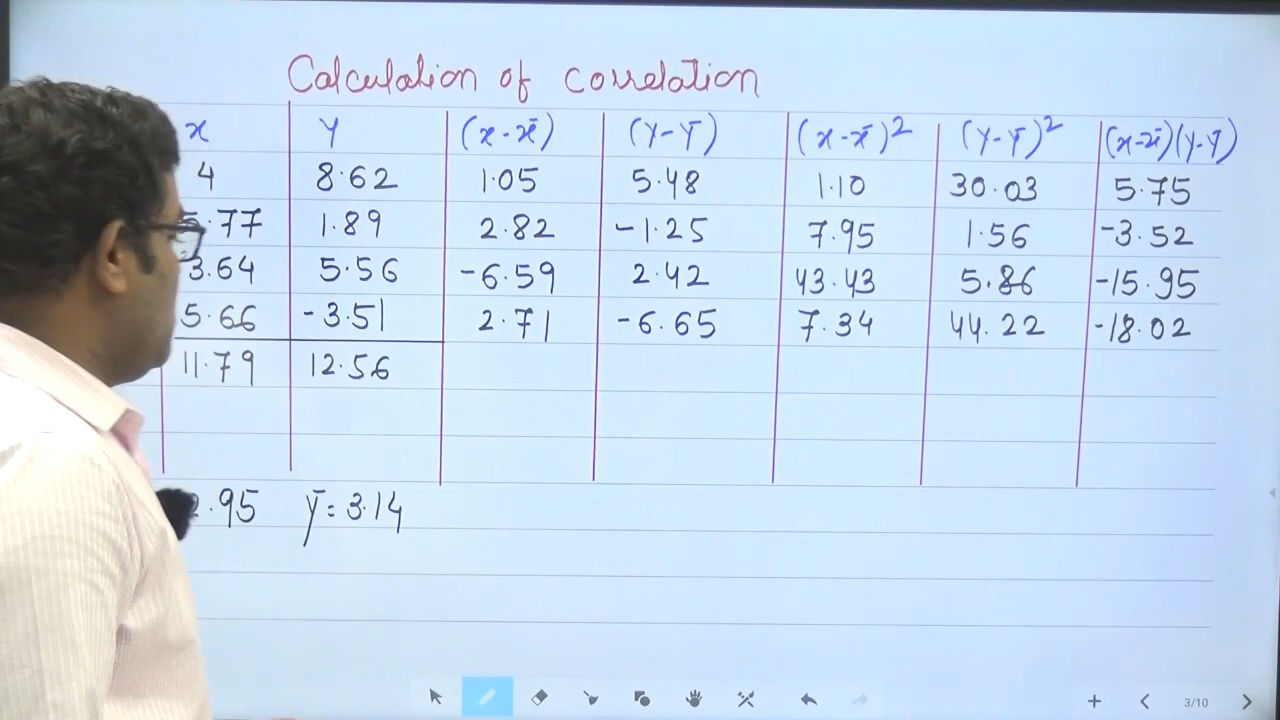 Calculation of correlation
x Y (x-x̄) (Y-Ȳ) (x-x̄)² (Y-Ȳ)² (x-x̄)(Y-Ȳ)
4 8.62 1.05 5.48 1.10 30.03 5.75
5.77 1.89 2.82 -1.25 7.95 1.56 -3.52
3.64 5.56 -6.59 2.42 43.43 5.86 -15.95
5.66 -3.51 2.71 -6.65 7.34 44.22 -18.02
11.79 12.56
2.95 ȳ = 3.14
3/10